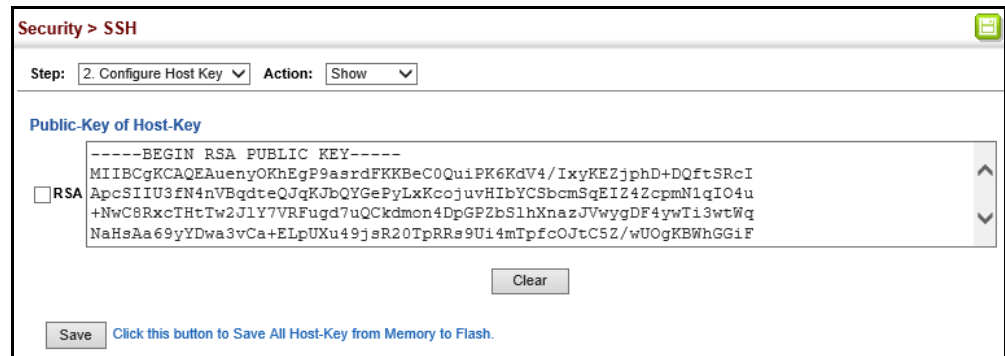 Security > SSH
Step: 2. Configure Host Key Action: Show
Public-Key of Host-Key
-----BEGIN RSA PUBLIC KEY-----
MIIBCgKCAQEAuenyOKhEgP9asrdFKKBeC0QuiPK6KdV4/IxyKEZjphD+DQftSRcI
RSA ApcSIIU3fN4nVBqdteQJqKJbQYGePyLxKcojuvHIbYCSbcmSqEIZ4ZcpmNlqIO4u
+NwC8RxcTHtTw2JlY7VRFugd7uQCkdmon4DpGPZbSlhXnazJVwygDF4ywTi3wtWq
NaHsAa69yYDwa3vCa+ELpUXu49jsR20TpRRs9Ui4mTpfcOJtC5Z/wUOgKBWhGGiF
Clear
Save Click this button to Save All Host-Key from Memory to Flash.